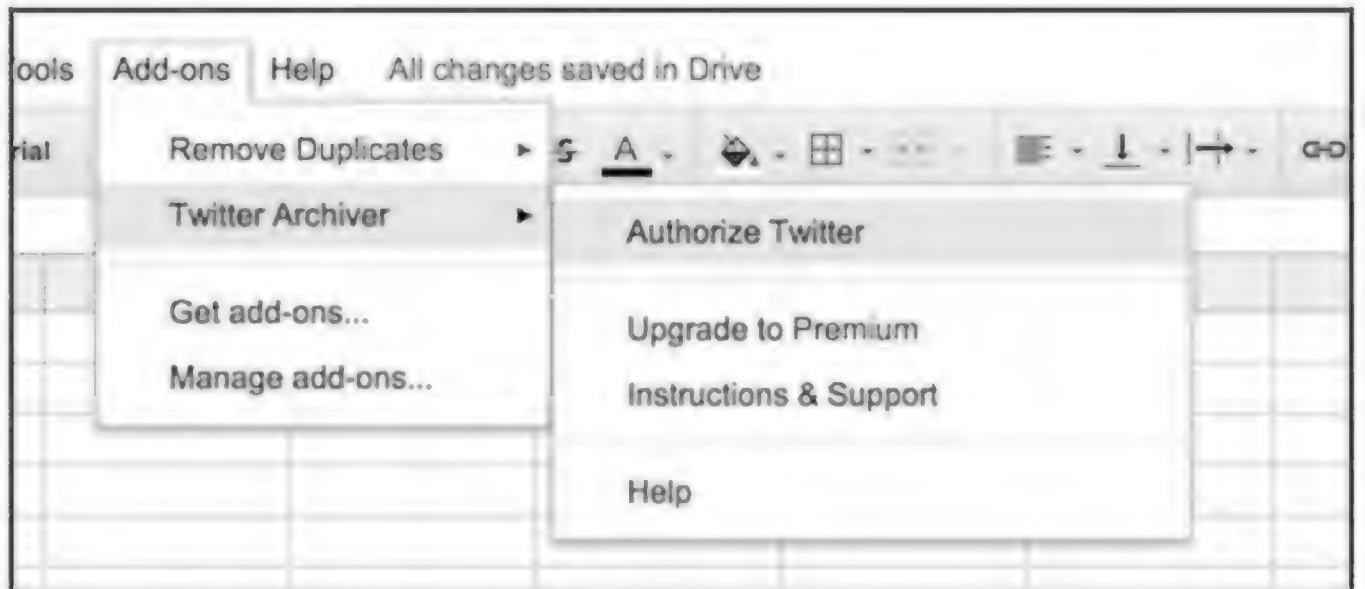 ools Add-ons Help All changes saved in Drive
rial
Remove Duplicates
Twitter Archiver
Get add-ons...
Manage add-ons...
Authorize Twitter
Upgrade to Premium
Instructions & Support
Help